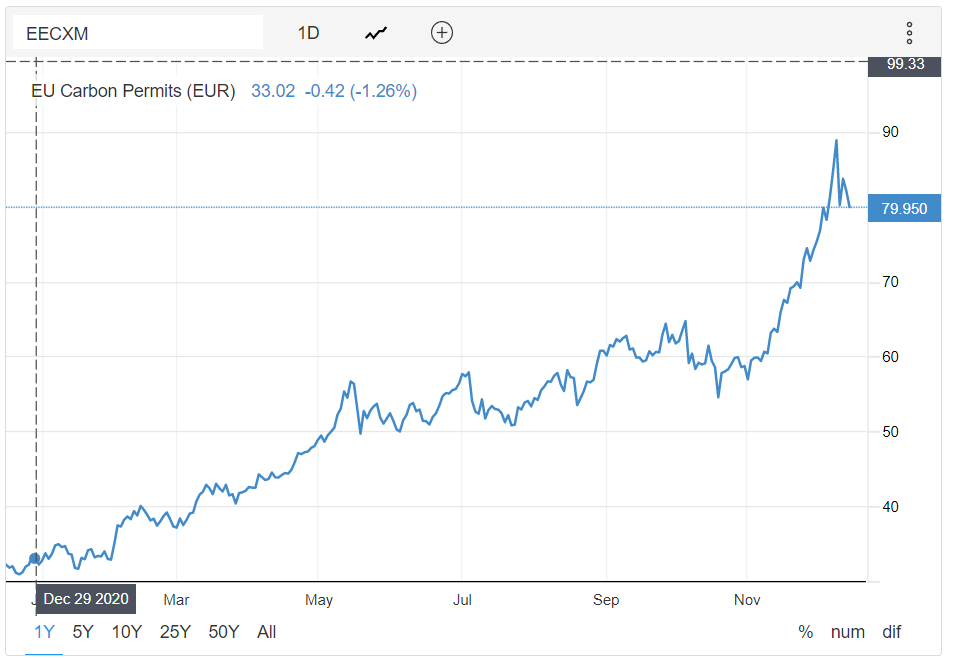 EECXM 1D
99.33
EU Carbon Permits (EUR) 33.02 -0.42 (-1.26%)
90
79.950
70
60
50
40
Dec 29 2020 Mar May Jul Sep Nov
1Y 5Y 10Y 25Y 50Y All % num dif